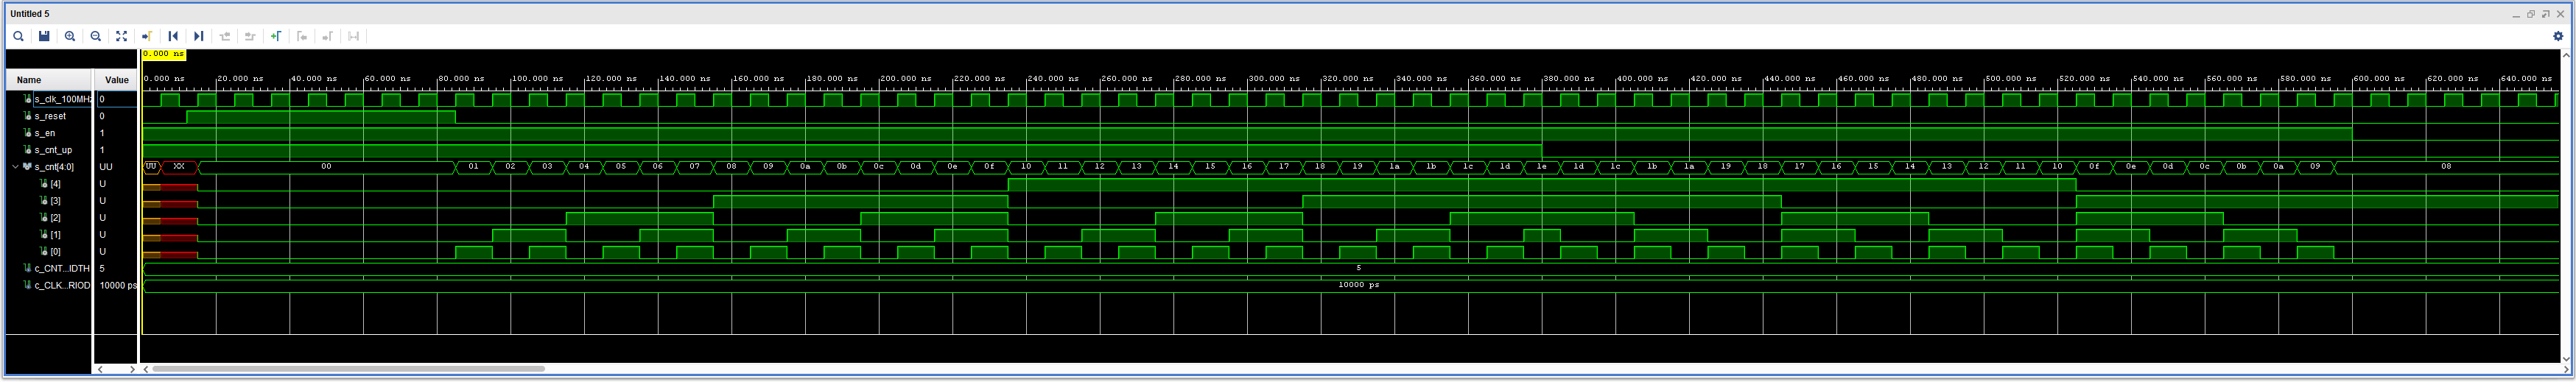 Untitled 5
0.000 ns
Name Value
0.000 ns 20.000 ns 40.000 ns 60.000 ns 80.000 ns 100.000 ns 120.000 ns 140.000 ns 160.000 ns 180.000 ns 200.000 ns 220.000 ns 240.000 ns 260.000 ns 280.000 ns 300.000 ns 320.000 ns 340.000 ns 360.000 ns 380.000 ns 400.000 ns 420.000 ns 440.000 ns 460.000 ns 480.000 ns 500.000 ns 520.000 ns 540.000 ns 560.000 ns 580.000 ns 600.000 ns 620.000 ns 640.000 ns
s_clk_100MHz 0
s_reset 0
s_en 1
s_cnt_up 1
s_cnt[4:0] UU UU XX 00 01 02 03 04 05 06 07 08 09 0a 0b 0c 0d 0e 0f 10 11 12 13 14 15 16 17 18 19 1a 1b 1c 1d 1e 1d 1c 1b 1a 19 18 17 16 15 14 13 12 11 10 0f 0e 0d 0c 0b 0a 09 08
[4] U
[3] U
[2] U
[1] U
[0] U
c_CNT...IDTH 5 5
c_CLK...RIOD 10000 ps 10000 ps